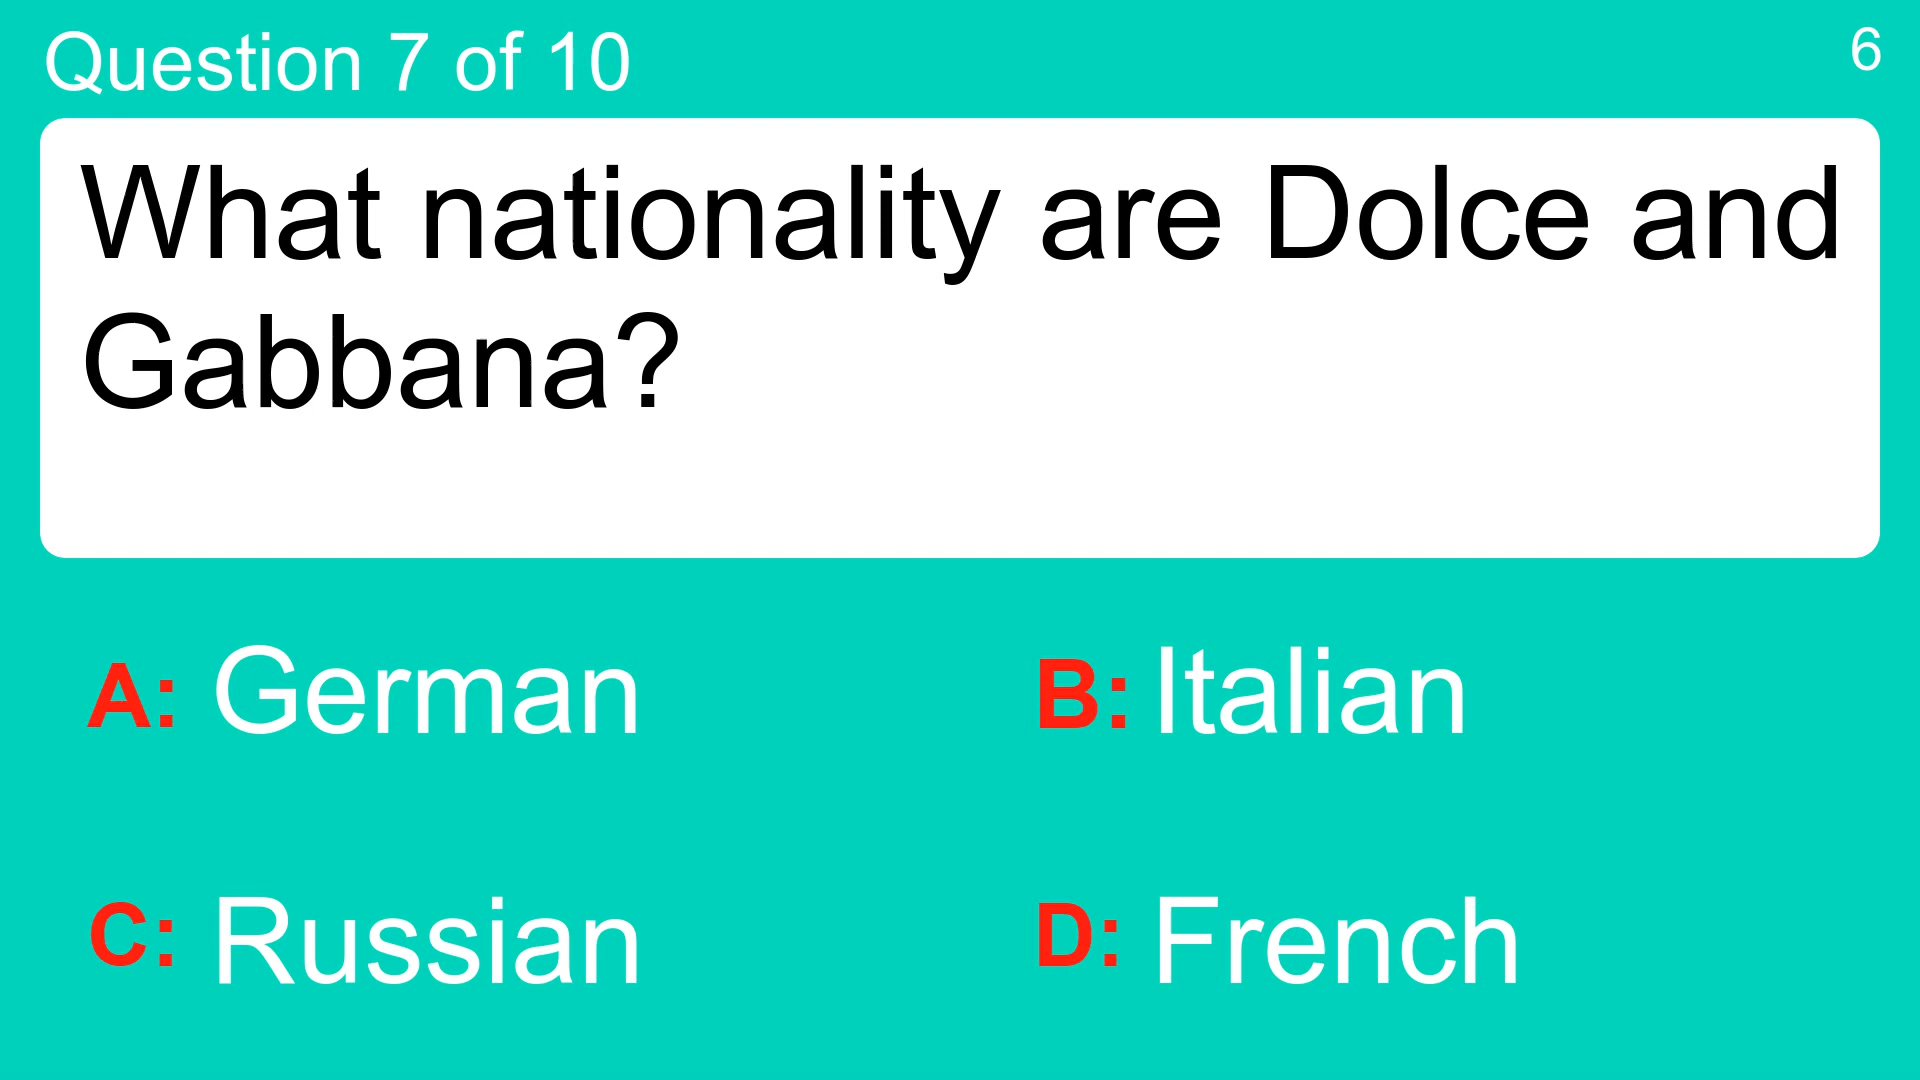 Question 7 of 10
6
What nationality are Dolce and
Gabbana?
A: German
B: Italian
C: Russian
D: French